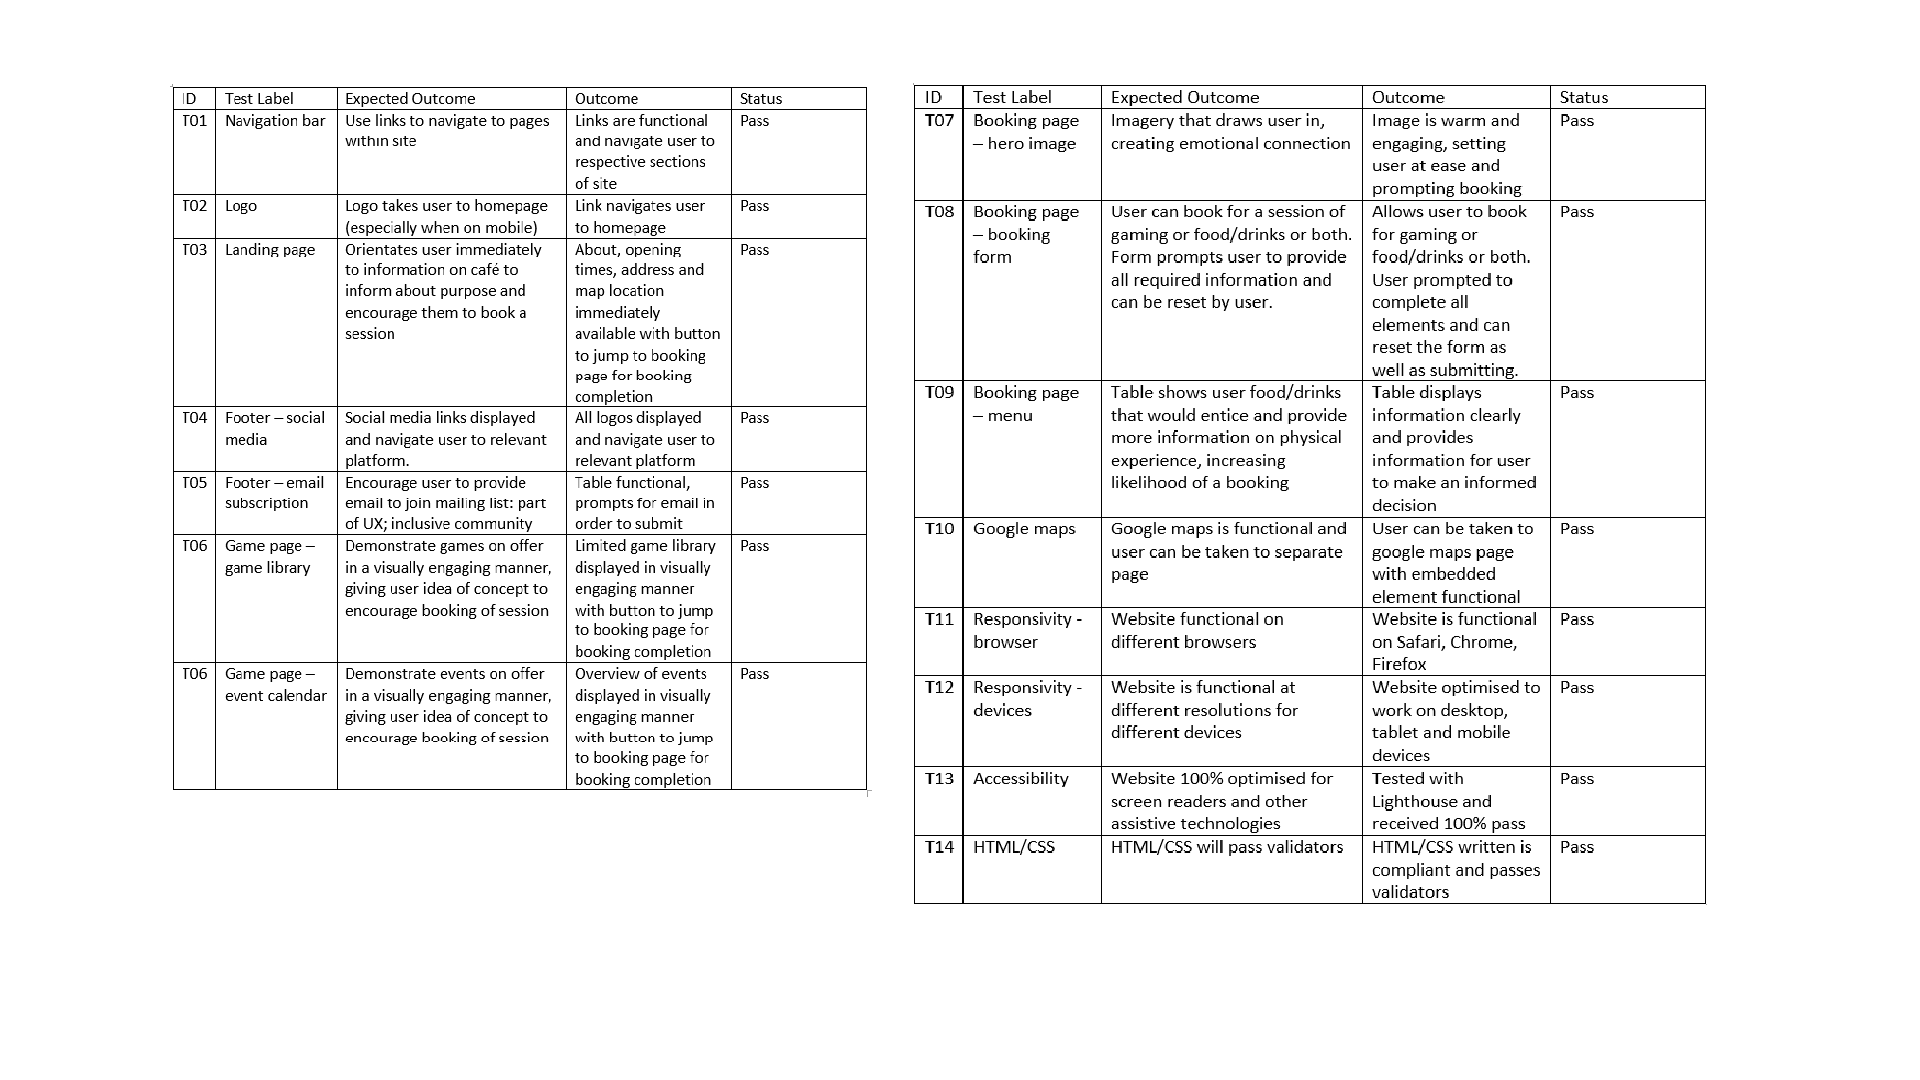 ID Test Label Expected Outcome Outcome Status
T01 Navigation bar Use links to navigate to pages Links are functional Pass
within site and navigate user to
respective sections
of site
T02 Logo Logo takes user to homepage Link navigates user Pass
(especially when on mobile) to homepage
T03 Landing page Orientates user immediately About, opening Pass
to information on café to times, address and
inform about purpose and map location
encourage them to book a immediately
session available with button
to jump to booking
page for booking
completion
T04 Footer – social Social media links displayed All logos displayed Pass
media and navigate user to relevant and navigate user to
platform. relevant platform
T05 Footer – email Encourage user to provide Table functional, Pass
subscription email to join mailing list: part prompts for email in
of UX; inclusive community order to submit
T06 Game page – Demonstrate games on offer Limited game library Pass
game library in a visually engaging manner, displayed in visually
giving user idea of concept to engaging manner
encourage booking of session with button to jump
to booking page for
booking completion
T06 Game page – Demonstrate events on offer Overview of events Pass
event calendar in a visually engaging manner, displayed in visually
giving user idea of concept to engaging manner
encourage booking of session with button to jump
to booking page for
booking completion
ID Test Label Expected Outcome Outcome Status
T07 Booking page Imagery that draws user in, Image is warm and Pass
– hero image creating emotional connection engaging, setting
user at ease and
prompting booking
T08 Booking page User can book for a session of Allows user to book Pass
– booking gaming or food/drinks or both. for gaming or
form Form prompts user to provide food/drinks or both.
all required information and User prompted to
can be reset by user. complete all
elements and can
reset the form as
well as submitting.
T09 Booking page Table shows user food/drinks Table displays Pass
– menu that would entice and provide information clearly
more information on physical and provides
experience, increasing information for user
likelihood of a booking to make an informed
decision
T10 Google maps Google maps is functional and User can be taken to Pass
user can be taken to separate google maps page
page with embedded
element functional
T11 Responsivity - Website functional on Website is functional Pass
browser different browsers on Safari, Chrome,
Firefox
T12 Responsivity - Website is functional at Website optimised to Pass
devices different resolutions for work on desktop,
different devices tablet and mobile
devices
T13 Accessibility Website 100% optimised for Tested with Pass
screen readers and other Lighthouse and
assistive technologies received 100% pass
T14 HTML/CSS HTML/CSS will pass validators HTML/CSS written is Pass
compliant and passes
validators